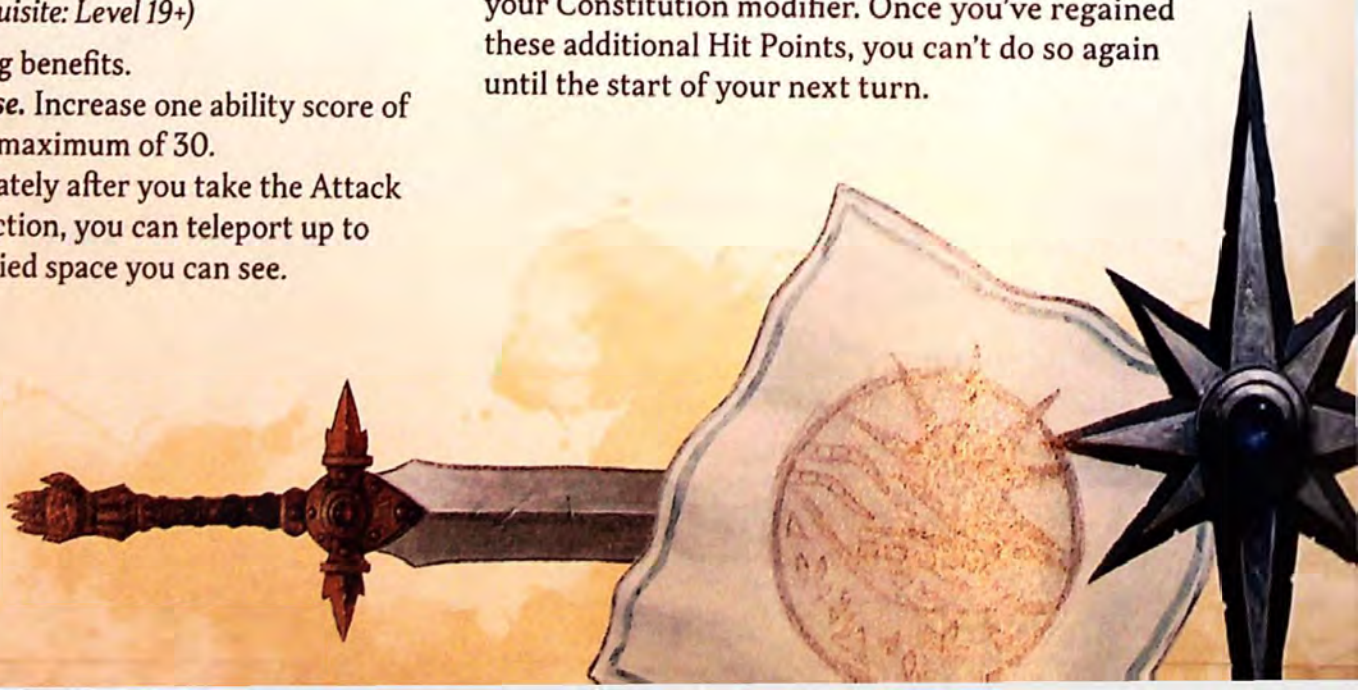 uisite: Level 19+)
g benefits.
se. Increase one ability score of
maximum of 30.
ately after you take the Attack
ction, you can teleport up to
ied space you can see.
your Constitution modifier. Once you've regained
these additional Hit Points, you can't do so again
until the start of your next turn.